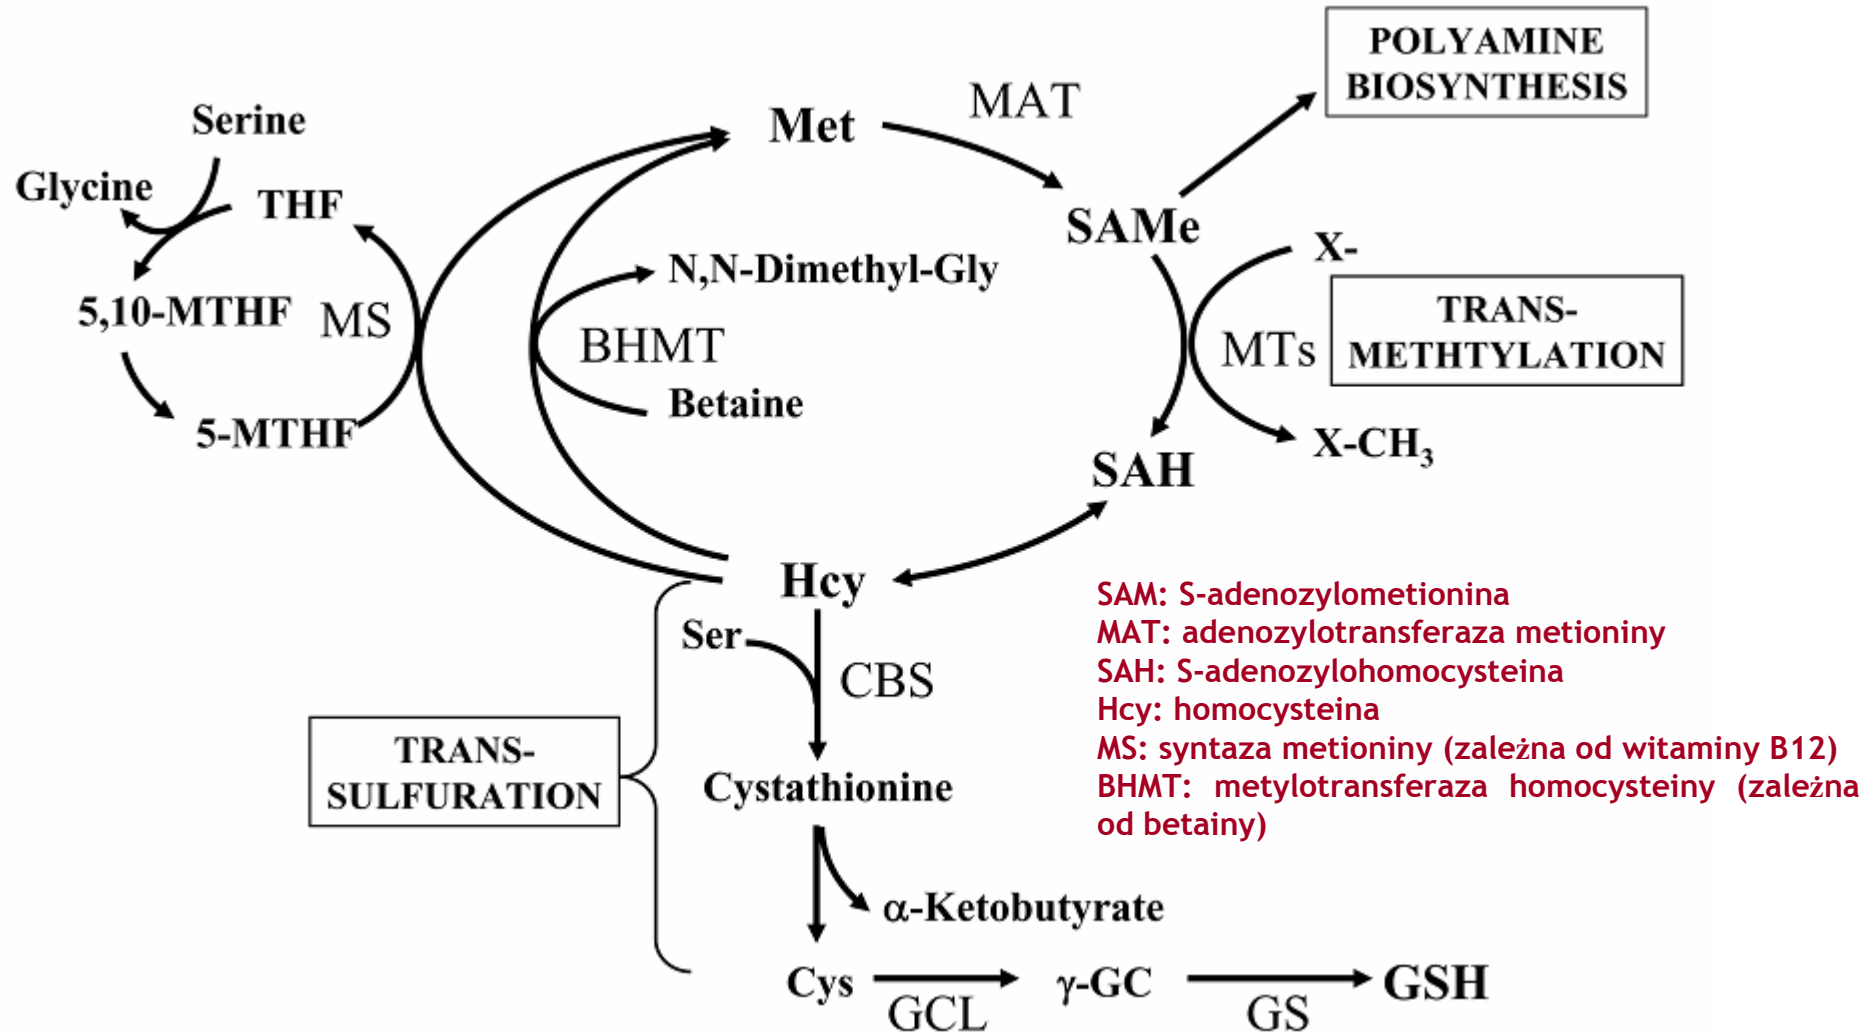 POLYAMINE
BIOSYNTHESIS
MAT
Met
Serine
Glycine
THF
SAMe
X-
N,N-Dimethyl-Gly
5,10-MTHF
MS
BHMT
MTs
TRANS-
METHTYLATION
Betaine
5-MTHF
X-CH₃
SAH
Hcy
SAM: S-adenozylometionina
MAT: adenozylotransferaza metioniny
SAH: S-adenozylohomocysteina
Hcy: homocysteina
MS: syntaza metioniny (zależna od witaminy B12)
BHMT: metylotransferaza homocysteiny (zależna
od betainy)
Ser
CBS
TRANS-
SULFURATION
Cystathionine
α-Ketobutyrate
Cys
GCL
γ-GC
GS
GSH